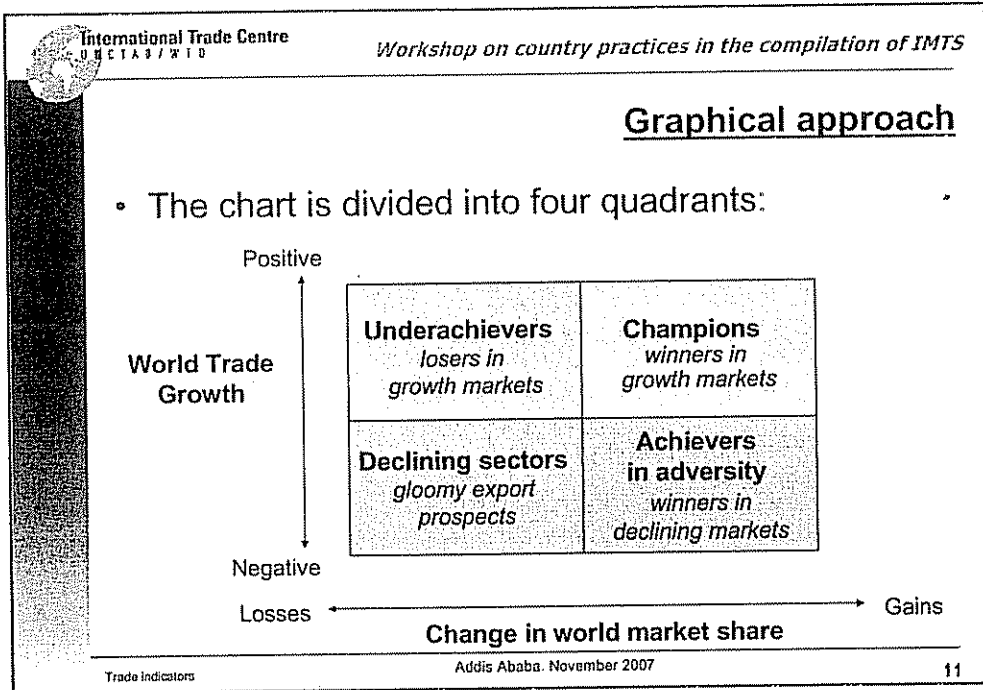 International Trade Centre
UNCTAD/WTO
Workshop on country practices in the compilation of IMTS
Graphical approach
• The chart is divided into four quadrants:
Positive
World Trade
Growth
Negative
Underachievers
losers in
growth markets
Champions
winners in
growth markets
Declining sectors
gloomy export
prospects
Achievers
in adversity
winners in
declining markets
Losses
Gains
Change in world market share
Trade Indicators
Addis Ababa. November 2007
11